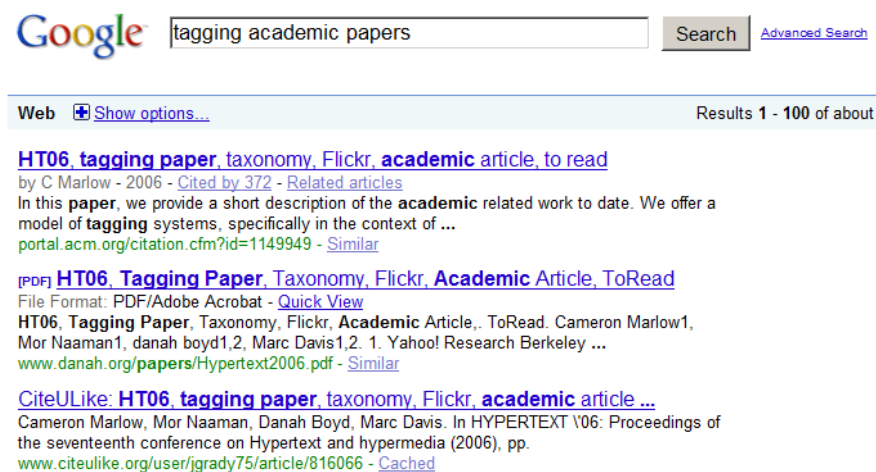 Google tagging academic papers Search Advanced Search
Web Show options... Results 1 - 100 of about
HT06, tagging paper, taxonomy, Flickr, academic article, to read
by C Marlow - 2006 - Cited by 372 - Related articles
In this paper, we provide a short description of the academic related work to date. We offer a
model of tagging systems, specifically in the context of ...
portal.acm.org/citation.cfm?id=1149949 - Similar
[PDF] HT06, Tagging Paper, Taxonomy, Flickr, Academic Article, ToRead
File Format: PDF/Adobe Acrobat - Quick View
HT06, Tagging Paper, Taxonomy, Flickr, Academic Article,. ToRead. Cameron Marlow1,
Mor Naaman1, danah boyd1,2, Marc Davis1,2. 1. Yahoo! Research Berkeley ...
www.danah.org/papers/Hypertext2006.pdf - Similar
CiteULike: HT06, tagging paper, taxonomy, Flickr, academic article ...
Cameron Marlow, Mor Naaman, Danah Boyd, Marc Davis. In HYPERTEXT \'06: Proceedings of
the seventeenth conference on Hypertext and hypermedia (2006), pp.
www.citeulike.org/user/jgrady75/article/816066 - Cached